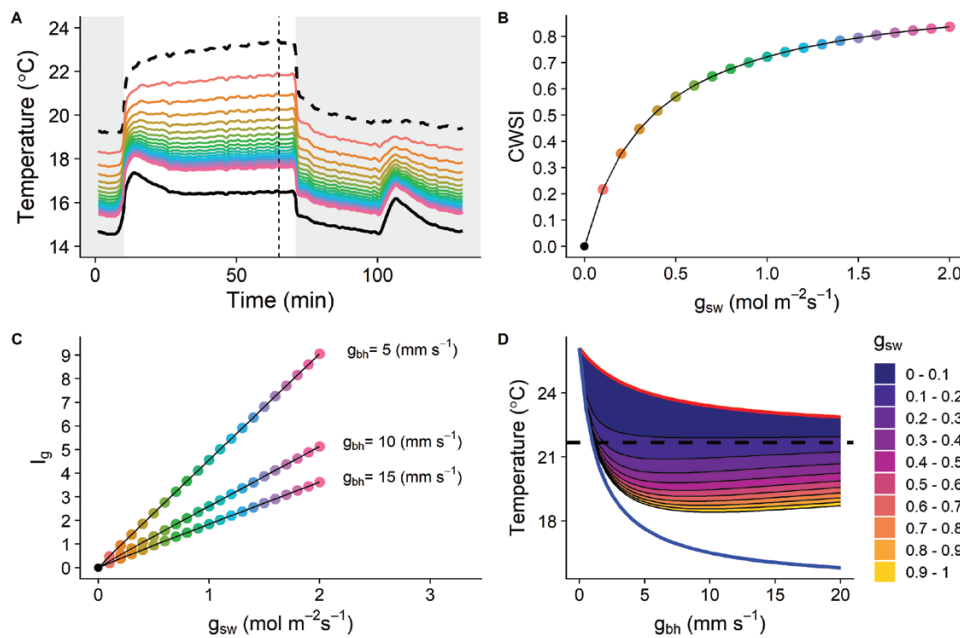 A
Temperature (°C)
24
22
20
18
16
14
0
50
100
Time (min)
B
CWSI
0.8
0.7
0.6
0.5
0.4
0.3
0.2
0.1
0.0
0.0
0.5
1.0
1.5
2.0
gsw (mol m−2s−1)
C
Ig
9
8
7
6
5
4
3
2
1
0
gbh= 5 (mm s−1)
gbh= 10 (mm s−1)
gbh= 15 (mm s−1)
0
1
2
3
gsw (mol m−2s−1)
D
Temperature (°C)
24
21
18
0
5
10
15
20
gbh (mm s−1)
gsw
0 - 0.1
0.1 - 0.2
0.2 - 0.3
0.3 - 0.4
0.4 - 0.5
0.5 - 0.6
0.6 - 0.7
0.7 - 0.8
0.8 - 0.9
0.9 - 1